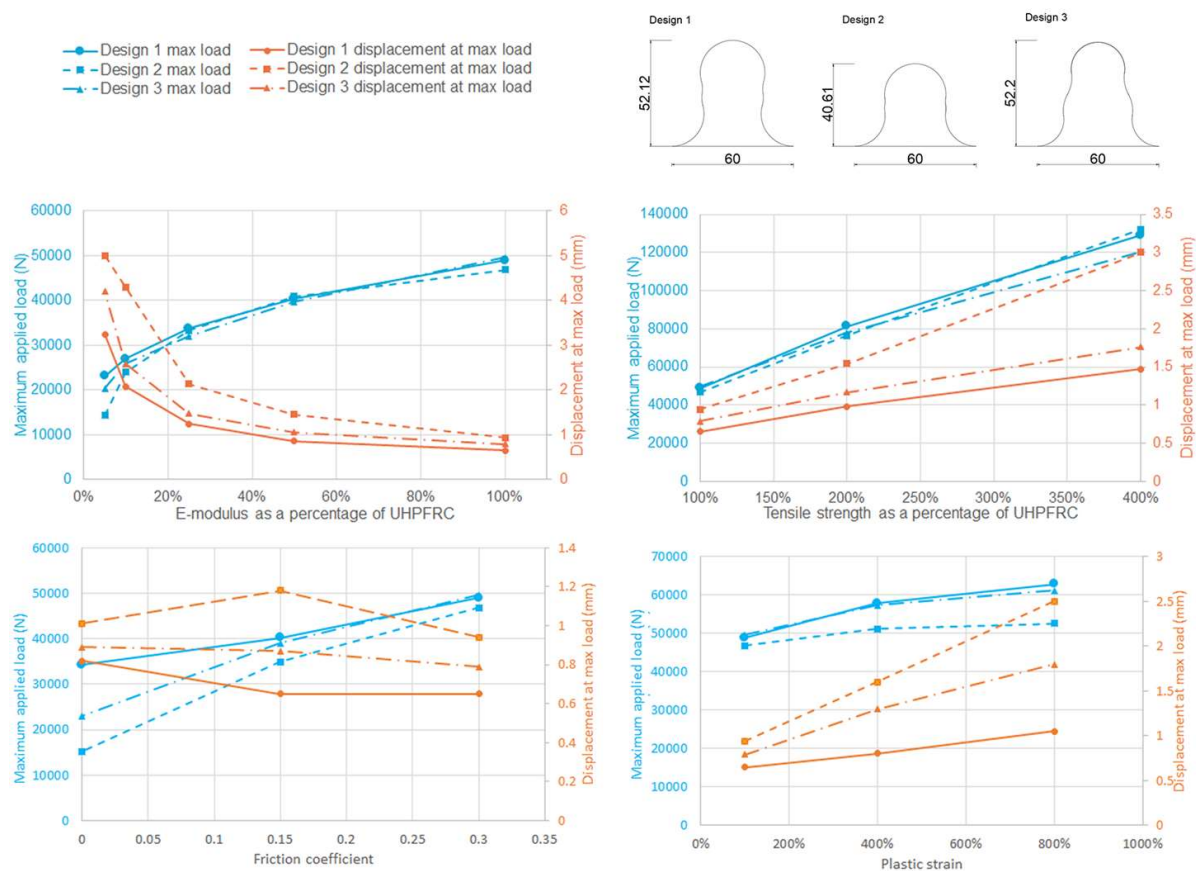 Design 1 max load
Design 2 max load
Design 3 max load
Design 1 displacement at max load
Design 2 displacement at max load
Design 3 displacement at max load
Design 1
Design 2
Design 3
52.12
60
40.61
60
52.2
60
Maximum applied load (N)
60000
50000
40000
30000
20000
10000
0
0% 20% 40% 60% 80% 100%
E-modulus as a percentage of UHPFRC
6
5
4
3
2
1
0
Displacement at max load (mm)
Maximum applied load (N)
140000
120000
100000
80000
60000
40000
20000
0
100% 150% 200% 250% 300% 350% 400%
Tensile strength as a percentage of UHPFRC
3.5
3
2.5
2
1.5
1
0.5
0
Displacement at max load (mm)
Maximum applied load (N)
60000
50000
40000
30000
20000
10000
0
0 0.05 0.1 0.15 0.2 0.25 0.3 0.35
Friction coefficient
1.4
1.2
1
0.8
0.6
0.4
0.2
0
Displacement at max load (mm)
Maximum applied load (N)
70000
60000
50000
40000
30000
20000
10000
0
0% 200% 400% 600% 800% 1000%
Plastic strain
3
2.5
2
1.5
1
0.5
0
Displacement at max load (mm)